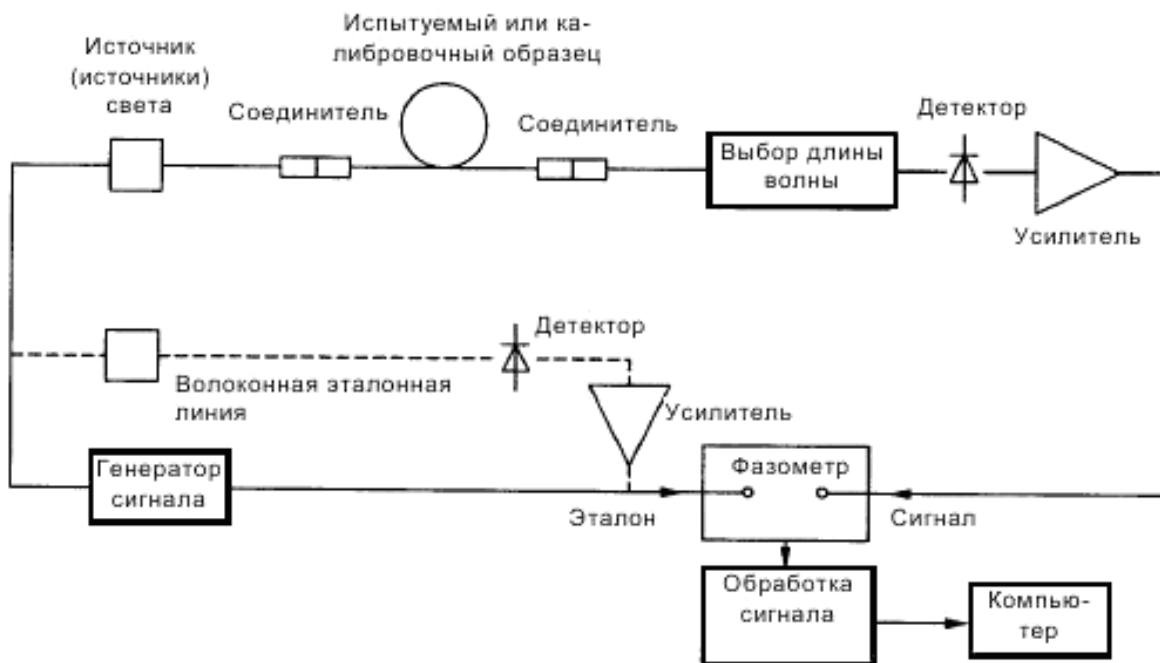 Испытуемый или ка-
либровочный образец
Источник
(источники)
света
Соединитель
Соединитель
Детектор
Выбор длины
волны
Усилитель
Детектор
Волоконная эталонная
линия
Усилитель
Генератор
сигнала
Фазометр
Эталон
Сигнал
Обработка
сигнала
Компью-
тер